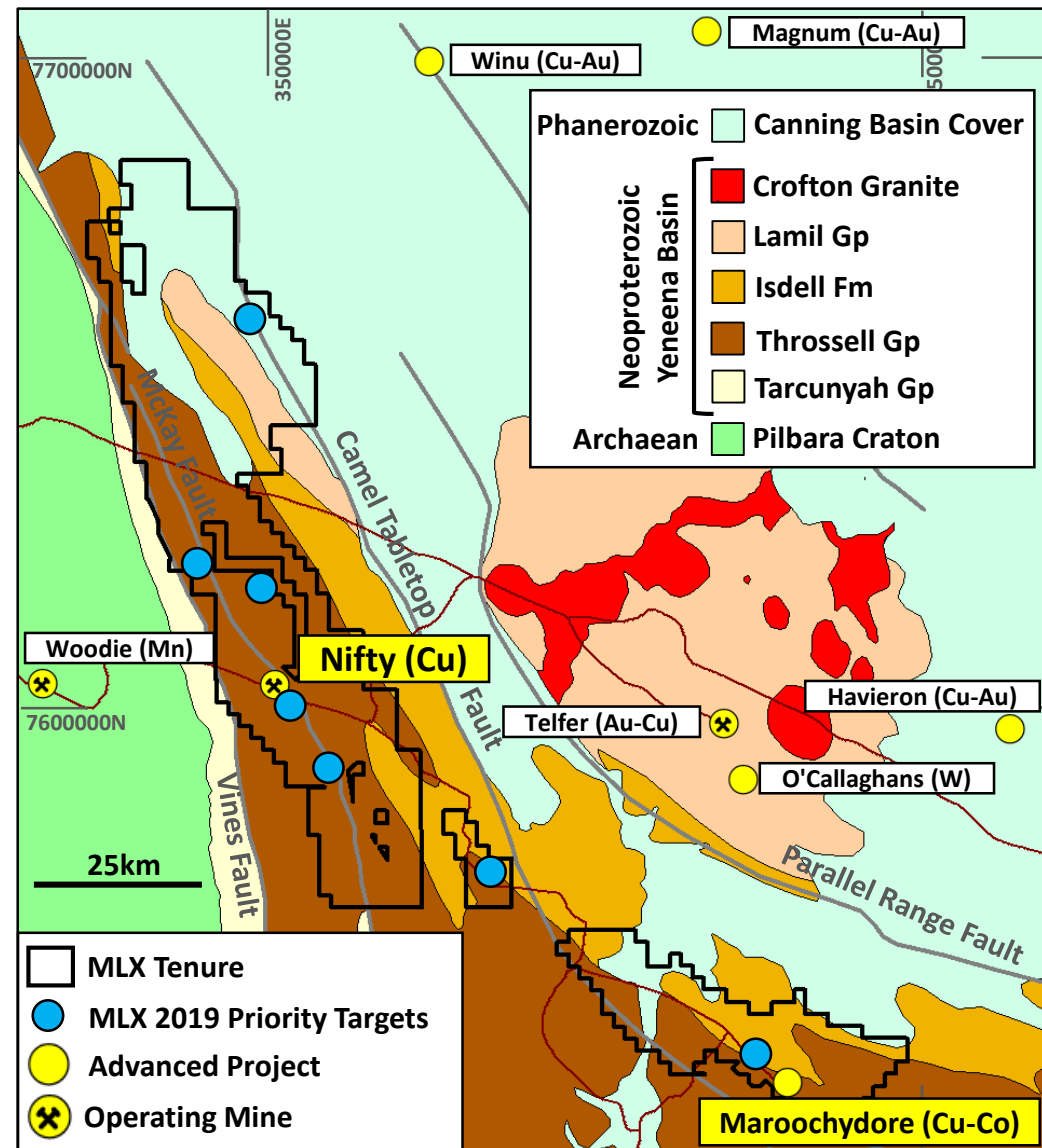 Magnum (Cu-Au)
Winu (Cu-Au)
7700000N
350000E
Phanerozoic
Canning Basin Cover
Neoproterozoic
Yeneena Basin
Crofton Granite
Lamil Gp
Isdell Fm
Throssell Gp
Tarcunyah Gp
Archaean
Pilbara Craton
McKay Fault
Camel Tabletop
Fault
Woodie (Mn)
Nifty (Cu)
7600000N
Telfer (Au-Cu)
Havieron (Cu-Au)
O'Callaghans (W)
Vines Fault
Parallel Range Fault
25km
MLX Tenure
MLX 2019 Priority Targets
Advanced Project
Operating Mine
Maroochydore (Cu-Co)